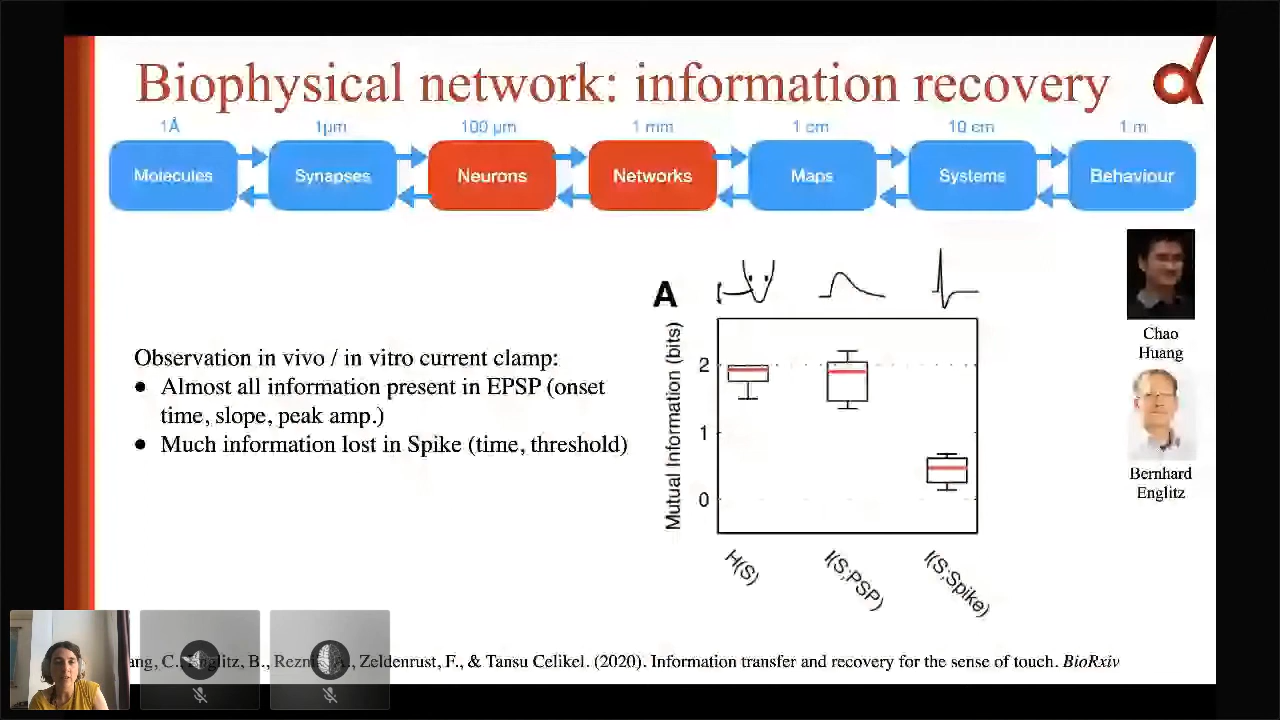 Biophysical network: information recovery
1Å 1µm 100 µm 1 mm 1 cm 10 cm 1 m
Molecules Synapses Neurons Networks Maps Systems Behaviour
A
Observation in vivo / in vitro current clamp:
● Almost all information present in EPSP (onset
time, slope, peak amp.)
● Much information lost in Spike (time, threshold)
Mutual Information (bits)
2
1
0
H(S)
I(S;PSP)
I(S;Spike)
Chao
Huang
Bernhard
Englitz
C., B., Zeldenrust, F., & Tansu Celikel. (2020). Information transfer and recovery for the sense of touch. BioRxiv